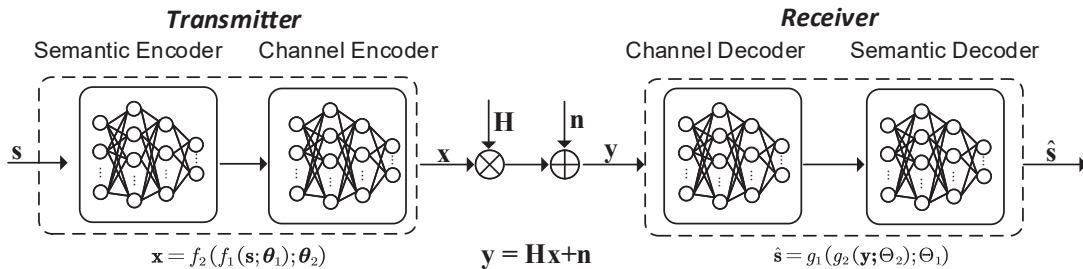 Transmitter
Receiver
Semantic Encoder
Channel Encoder
Channel Decoder
Semantic Decoder
s
x
H
n
y
ŝ
x = f₂(f₁(s;θ₁);θ₂)
y = Hx+n
ŝ = g₁(g₂(y;Θ₂);Θ₁)